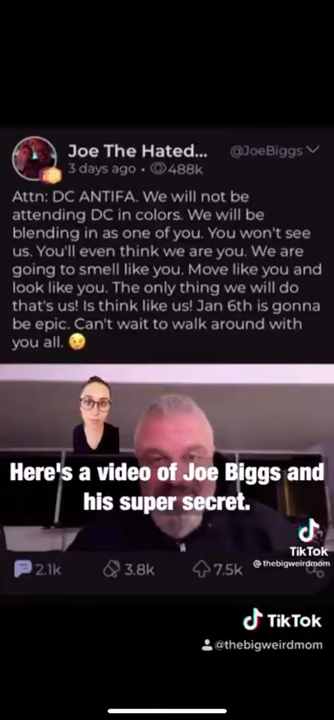 Joe The Hated...
@JoeBiggs
3 days ago • 488k
Attn: DC ANTIFA. We will not be
attending DC in colors. We will be
blending in as one of you. You won't see
us. You'll even think we are you. We are
going to smell like you. Move like you and
look like you. The only thing we will do
that's us! Is think like us! Jan 6th is gonna
be epic. Can't wait to walk around with
you all. 😉
Here's a video of Joe Biggs and
his super secret.
TikTok
@thebigweirdmom
2.1k
3.8k
7.5k
TikTok
@thebigweirdmom